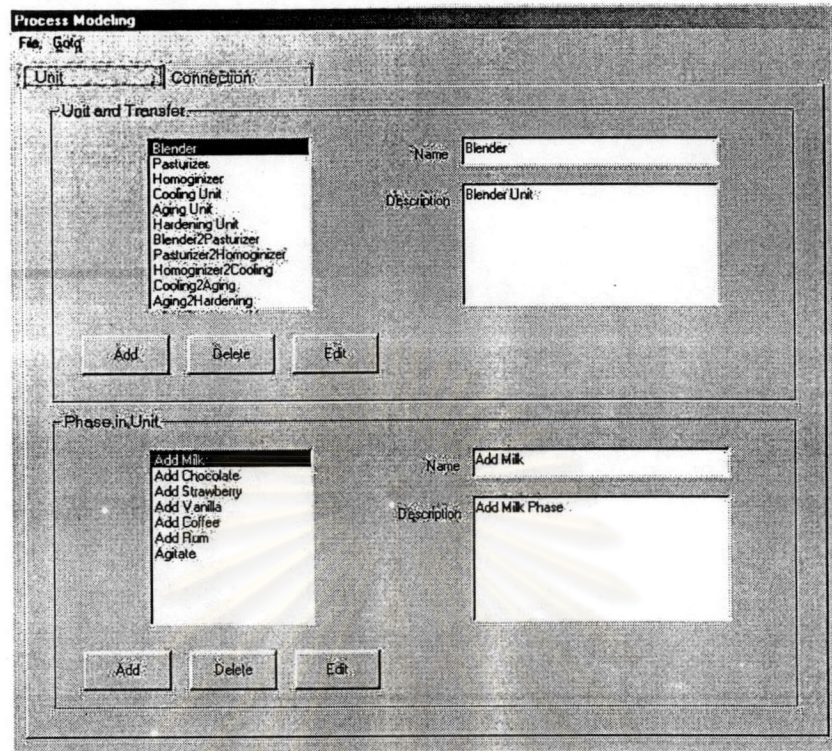 Process Modeling
File Goto
Unit Connection
Unit and Transfer
Blender
Pasturizer
Homoginizer
Cooling Unit
Aging Unit
Hardening Unit
Blender2Pasturizer
Pasturizer2Homoginizer
Homoginizer2Cooling
Cooling2Aging
Aging2Hardening
Name Blender
Description Blender Unit
Add Delete Edit
Phase in Unit
Add Milk
Add Chocolate
Add Strawberry
Add Vanilla
Add Coffee
Add Rum
Agitate
Name Add Milk
Description Add Milk Phase
Add Delete Edit